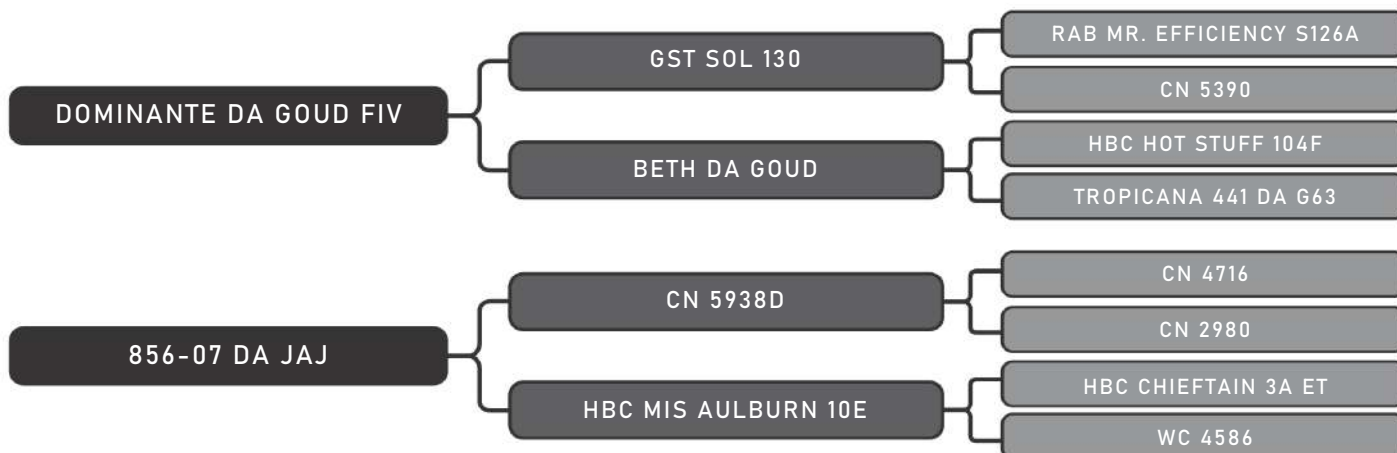 RAB MR. EFFICIENCY S126A
GST SOL 130
CN 5390
DOMINANTE DA GOUD FIV
HBC HOT STUFF 104F
BETH DA GOUD
TROPICANA 441 DA G63
CN 4716
CN 5938D
CN 2980
856-07 DA JAJ
HBC CHIEFTAIN 3A ET
HBC MIS AULBURN 10E
WC 4586